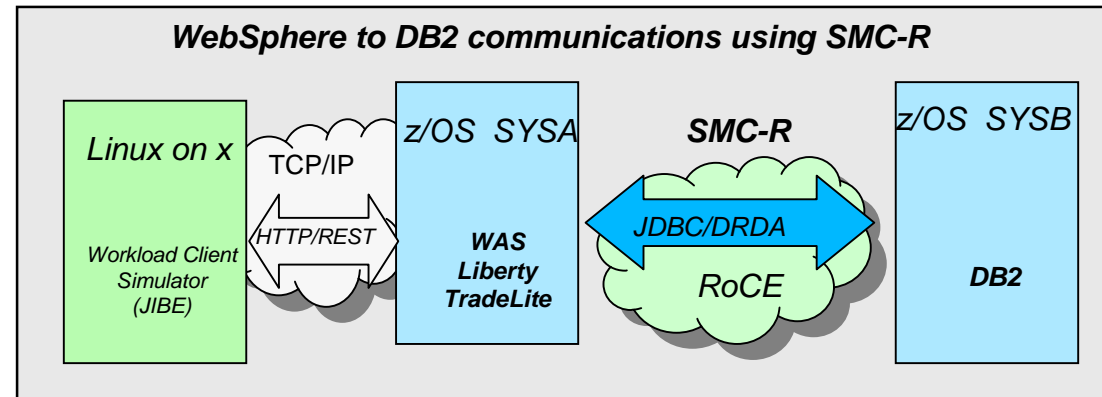 WebSphere to DB2 communications using SMC-R
Linux on x
Workload Client
Simulator
(JIBE)
TCP/IP
HTTP/REST
z/OS SYSA
WAS
Liberty
TradeLite
SMC-R
JDBC/DRDA
RoCE
z/OS SYSB
DB2